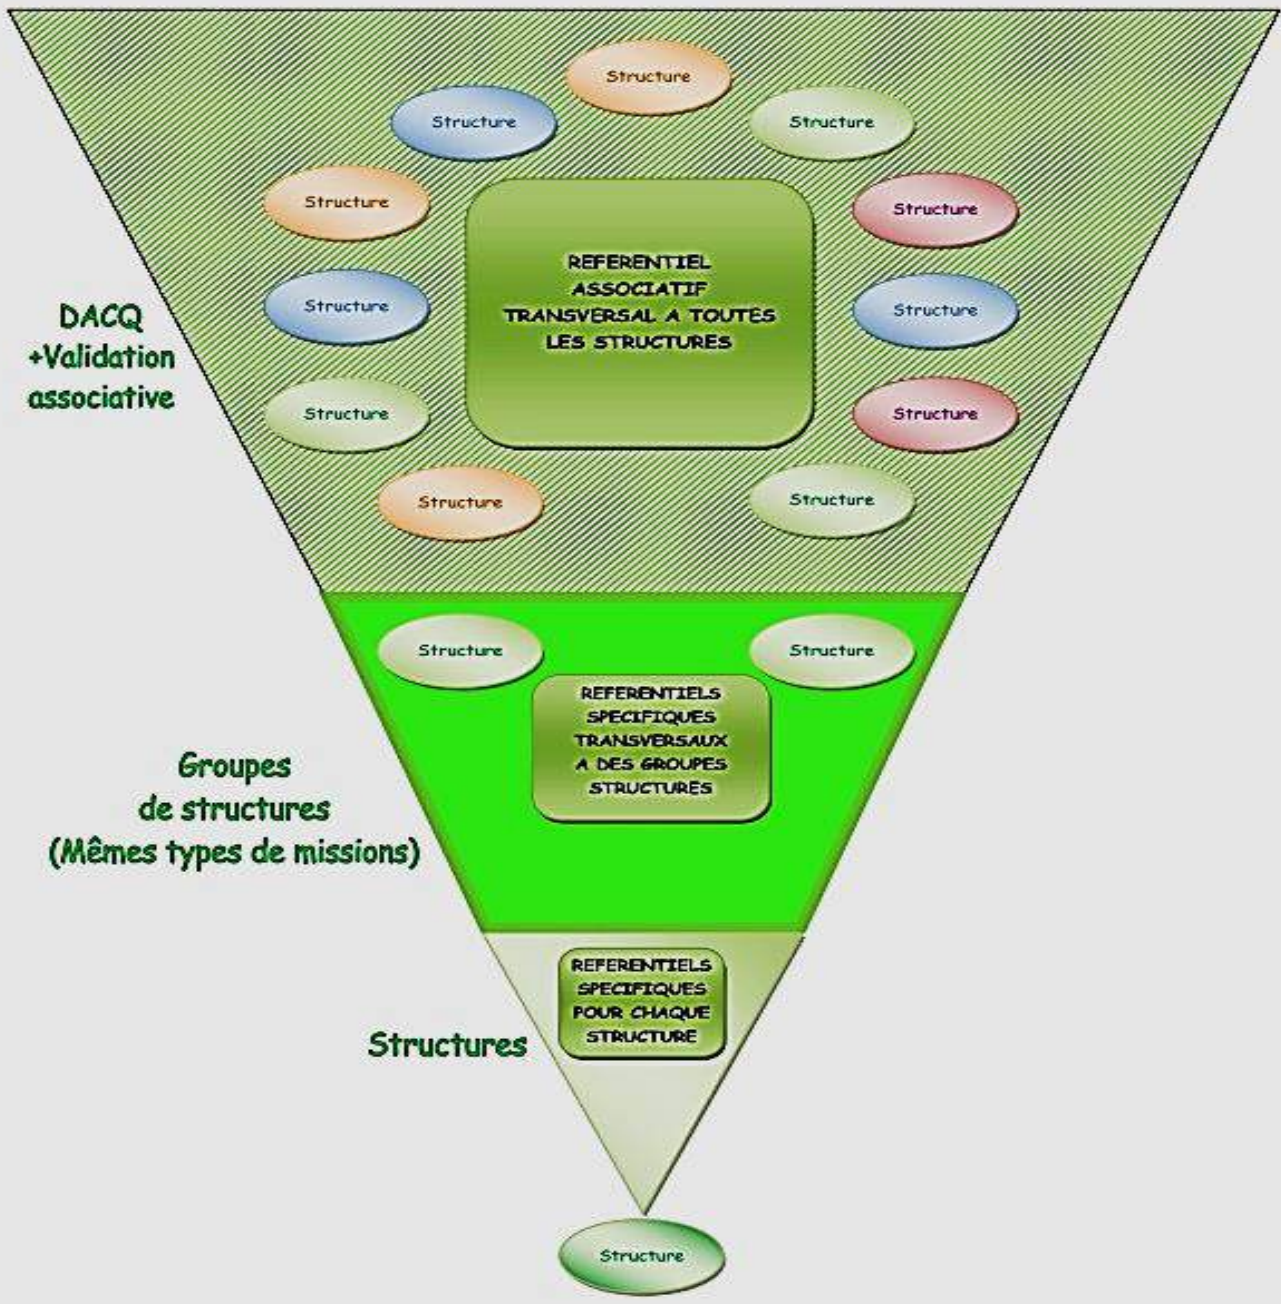 Structure
Structure
Structure
Structure
Structure
REFERENTIEL
ASSOCIATIF
TRANSVERSAL A TOUTES
LES STRUCTURES
DACQ
+Validation
associative
Structure
Structure
Structure
Structure
Structure
Structure
Structure
Structure
REFERENTIELS
SPECIFIQUES
TRANSVERSAUX
A DES GROUPES
STRUCTURES
Groupes
de structures
(Mêmes types de missions)
REFERENTIELS
SPECIFIQUES
POUR CHAQUE
STRUCTURE
Structures
Structure